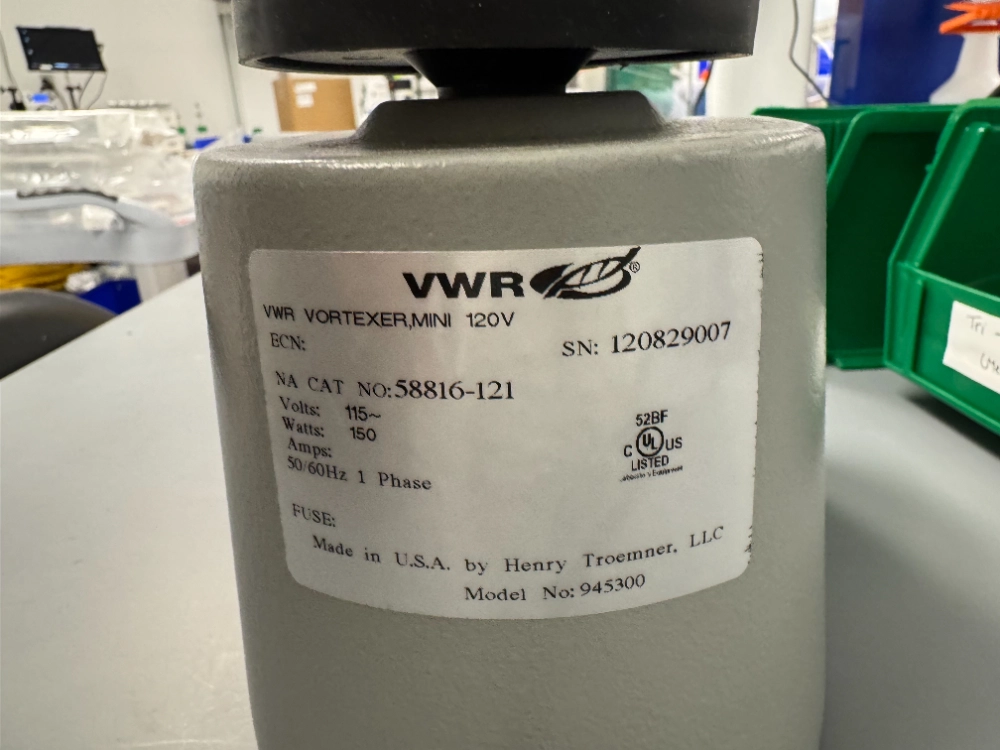 VWR®
VWR VORTEXER,MINI 120V
ECN:
SN: 120829007
NA CAT NO:58816-121
Volts: 115~
Watts: 150
Amps:
50/60Hz 1 Phase
52BF
C UL US
LISTED
FUSE:
Made in U.S.A. by Henry Troemner, LLC
Model No: 945300
Tri